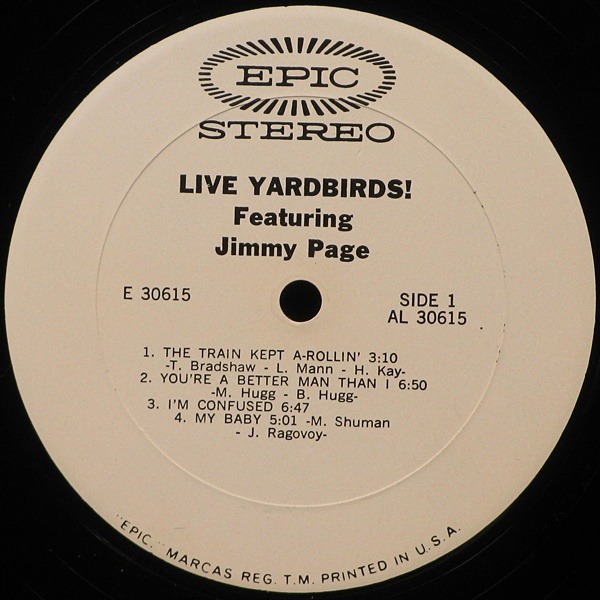 EPIC
STEREO
LIVE YARDBIRDS!
Featuring
Jimmy Page
E 30615
SIDE 1
AL 30615
1. THE TRAIN KEPT A-ROLLIN' 3:10
-T. Bradshaw - L. Mann - H. Kay-
2. YOU'RE A BETTER MAN THAN I 6:50
-M. Hugg - B. Hugg-
3. I'M CONFUSED 6:47
4. MY BABY 5:01 -M. Shuman
- J. Ragovoy-
"EPIC," MARCAS REG. T.M. PRINTED IN U.S.A.